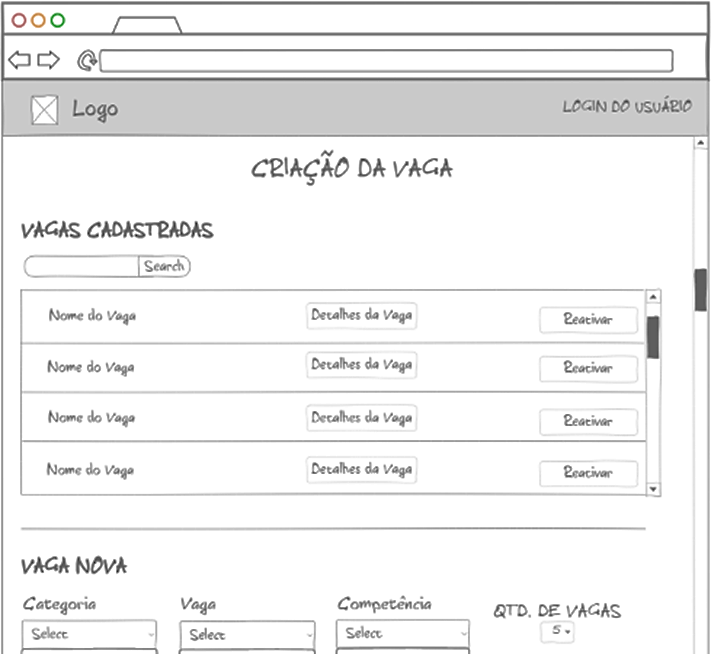 Logo
LOGIN DO USUÁRIO
CRIAÇÃO DA VAGA
VAGAS CADASTRADAS
Search
Nome do Vaga Detalhes da Vaga Reativar
Nome do Vaga Detalhes da Vaga Reativar
Nome do Vaga Detalhes da Vaga Reativar
Nome do Vaga Detalhes da Vaga Reativar
VAGA NOVA
Categoria Vaga Competência QTD. DE VAGAS
Select Select Select 5